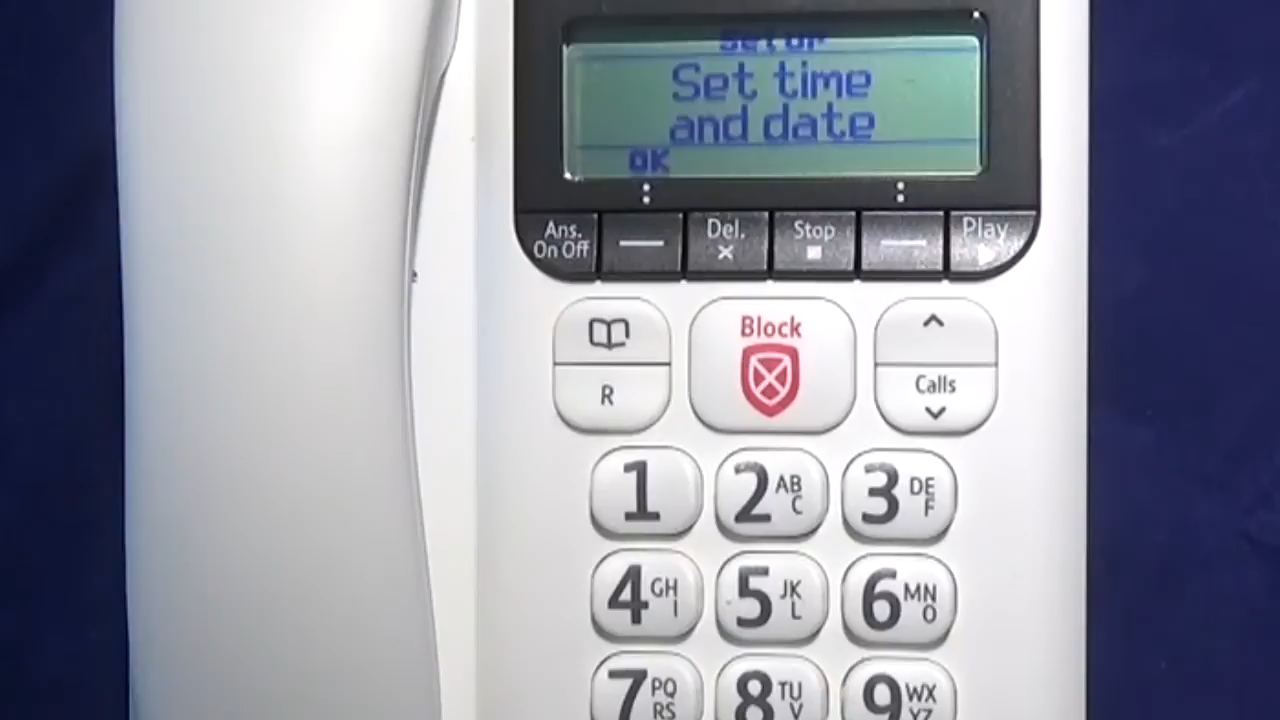 Setup
Set time
and date
OK
Ans.
On Off
Del.
Stop
Play
Block
R
Calls
1
2 ABC
3 DEF
4 GHI
5 JKL
6 MNO
7 PQRS
8 TUV
9 WXYZ